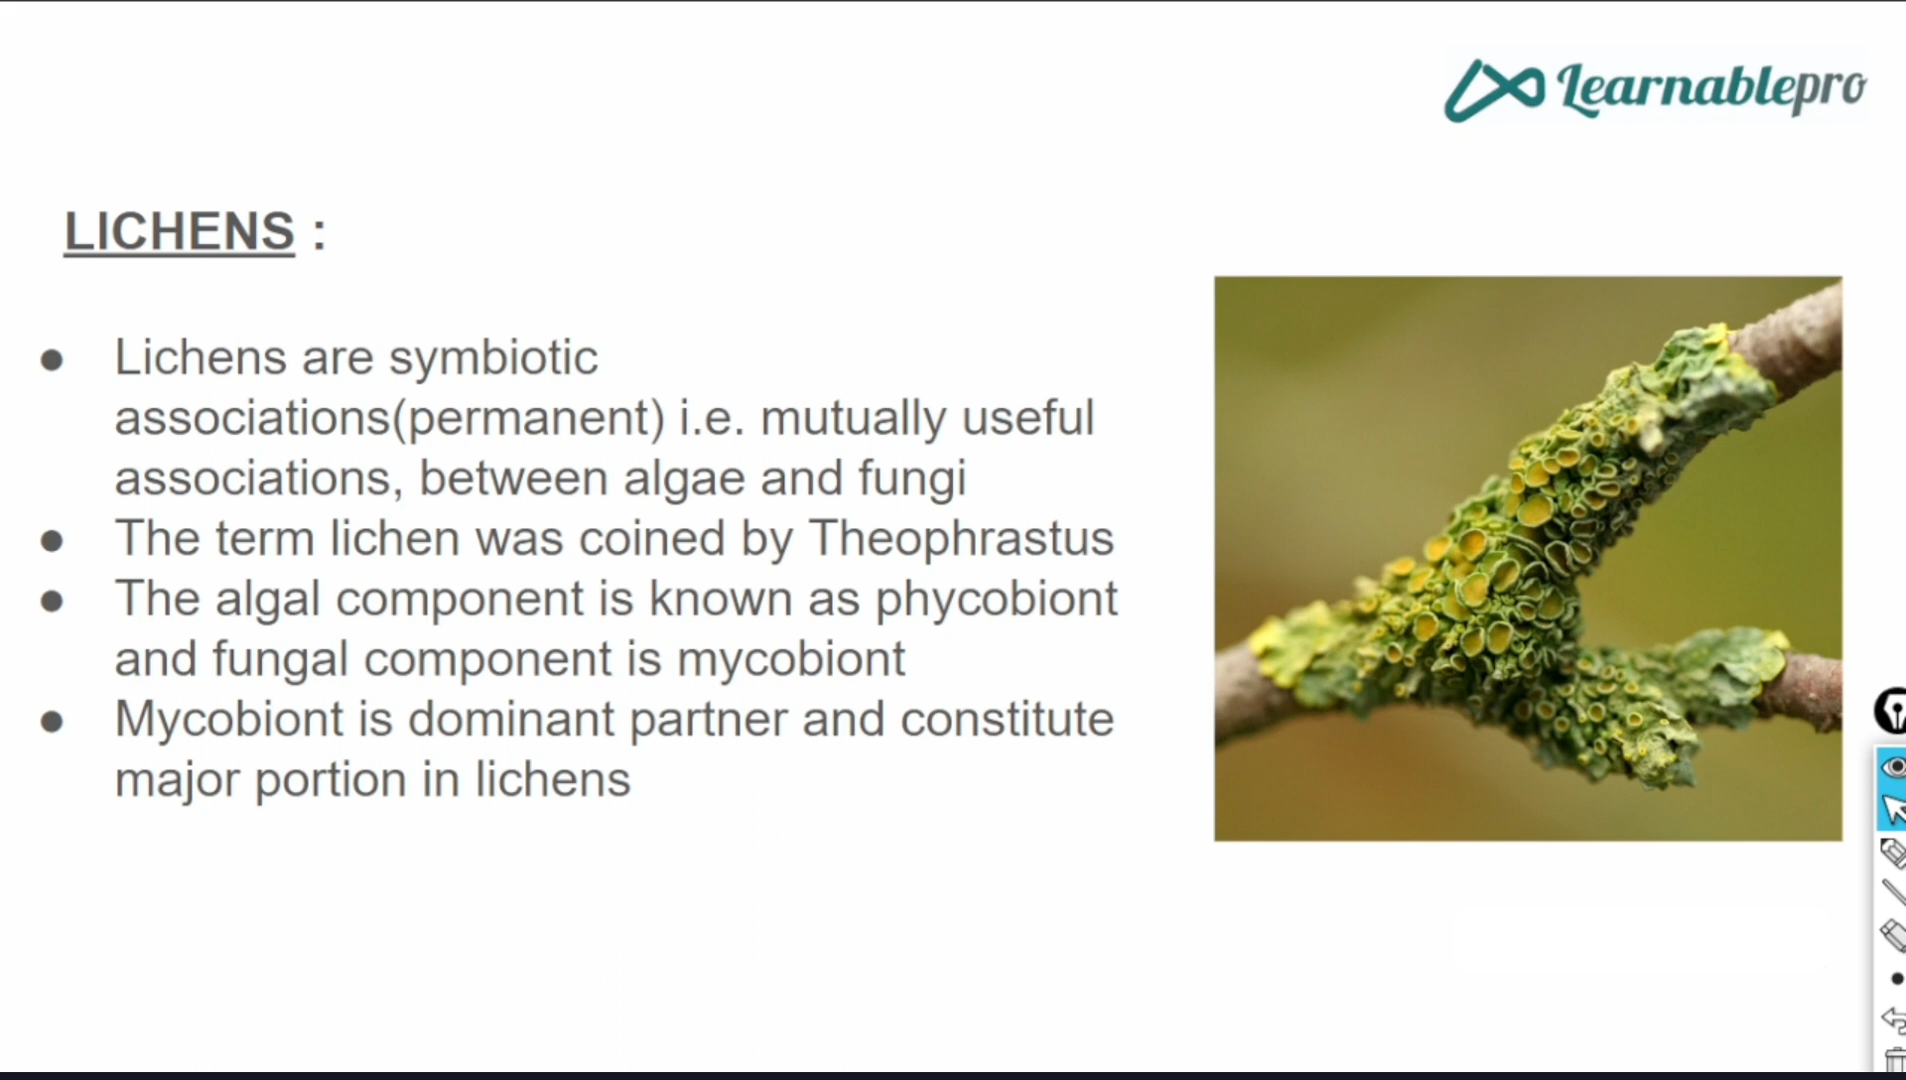 Learnablepro
LICHENS :
● Lichens are symbiotic
associations(permanent) i.e. mutually useful
associations, between algae and fungi
● The term lichen was coined by Theophrastus
● The algal component is known as phycobiont
and fungal component is mycobiont
● Mycobiont is dominant partner and constitute
major portion in lichens